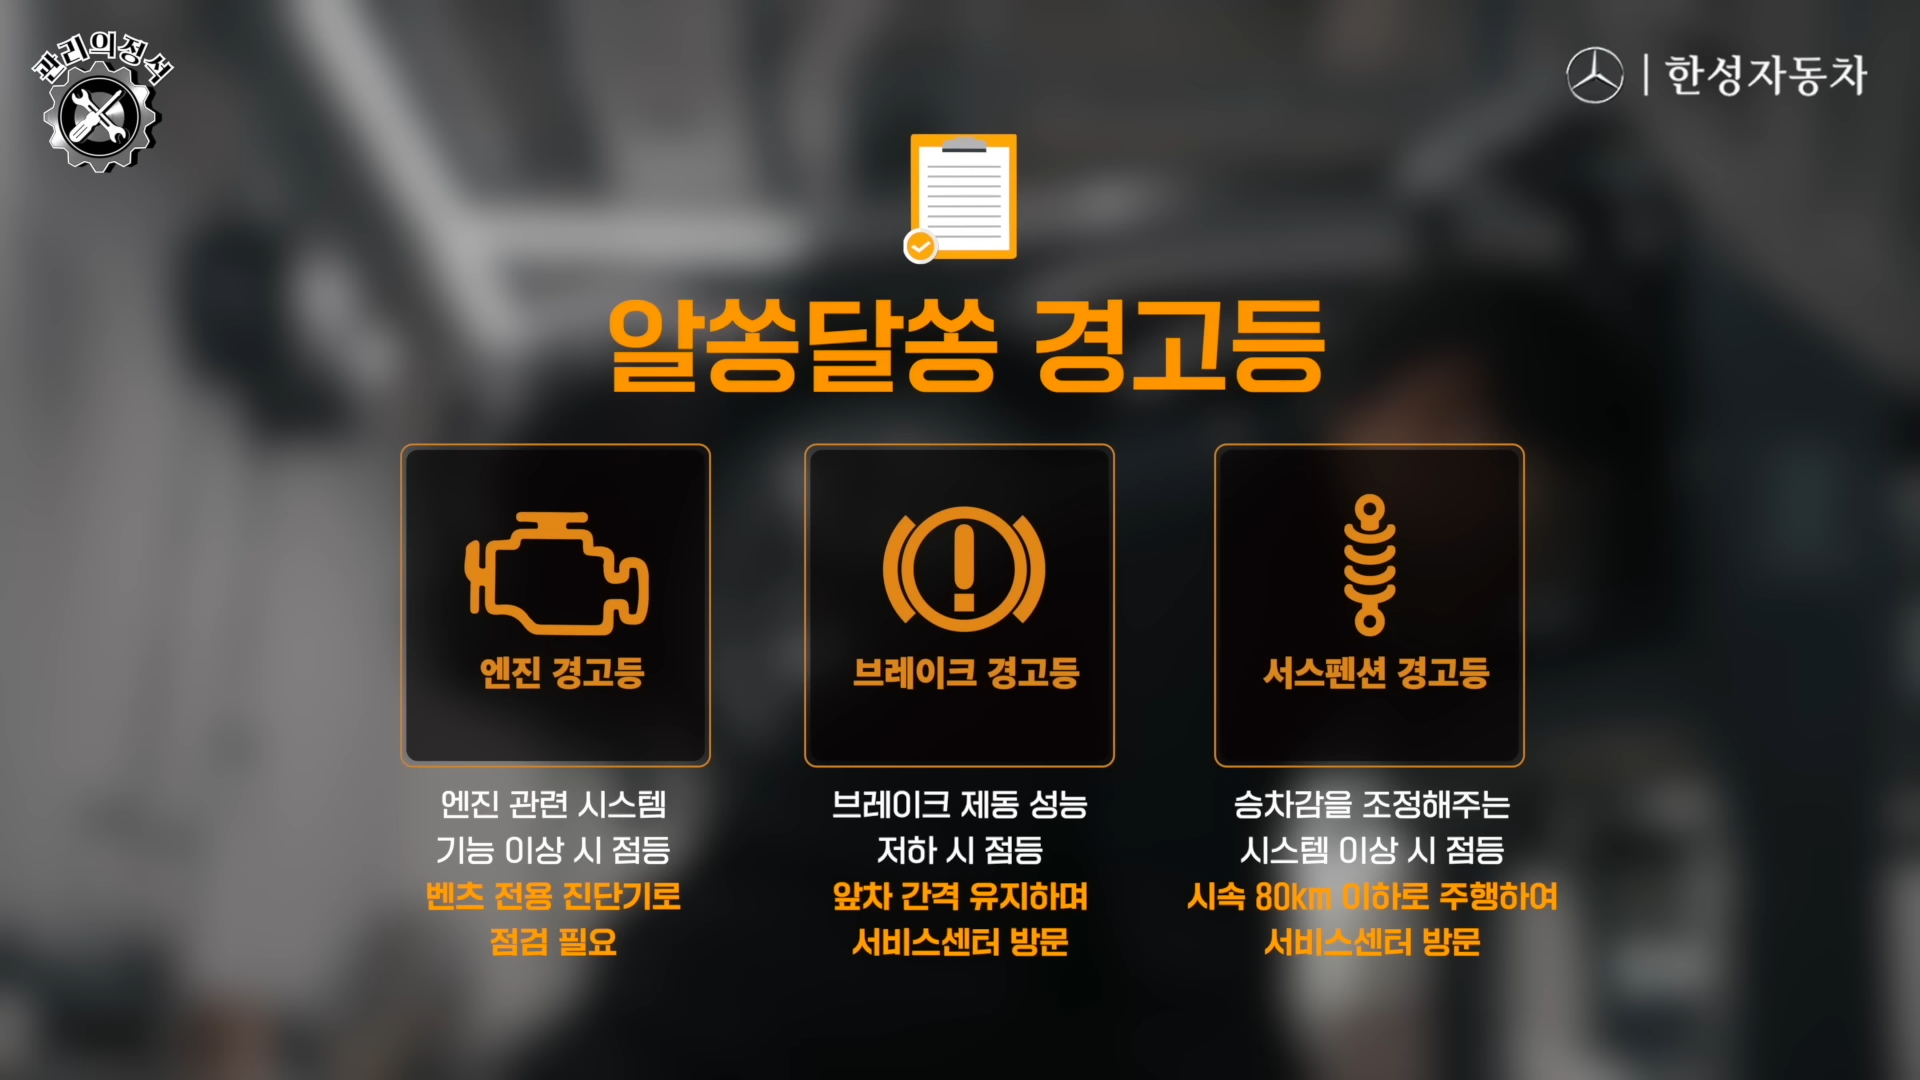 관리의정석
한성자동차
알쏭달쏭 경고등
엔진 경고등
엔진 관련 시스템
기능 이상 시 점등
벤츠 전용 진단기로
점검 필요
브레이크 경고등
브레이크 제동 성능
저하 시 점등
앞차 간격 유지하며
서비스센터 방문
서스펜션 경고등
승차감을 조정해주는
시스템 이상 시 점등
시속 80km 이하로 주행하여
서비스센터 방문